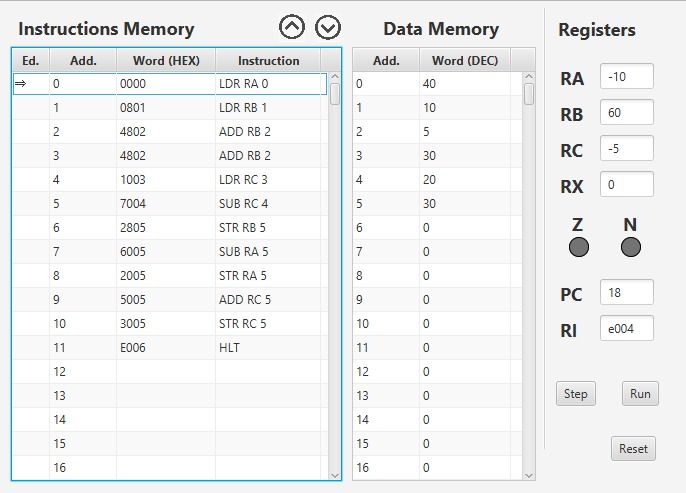 Instructions Memory
Ed. Add. Word (HEX) Instruction
⇒ 0 0000 LDR RA 0
1 0801 LDR RB 1
2 4802 ADD RB 2
3 4802 ADD RB 2
4 1003 LDR RC 3
5 7004 SUB RC 4
6 2805 STR RB 5
7 6005 SUB RA 5
8 2005 STR RA 5
9 5005 ADD RC 5
10 3005 STR RC 5
11 E006 HLT
12
13
14
15
16
Data Memory
Add. Word (DEC)
0 40
1 10
2 5
3 30
4 20
5 30
6 0
7 0
8 0
9 0
10 0
11 0
12 0
13 0
14 0
15 0
16 0
Registers
RA -10
RB 60
RC -5
RX 0
Z N
PC 18
RI e004
Step Run
Reset